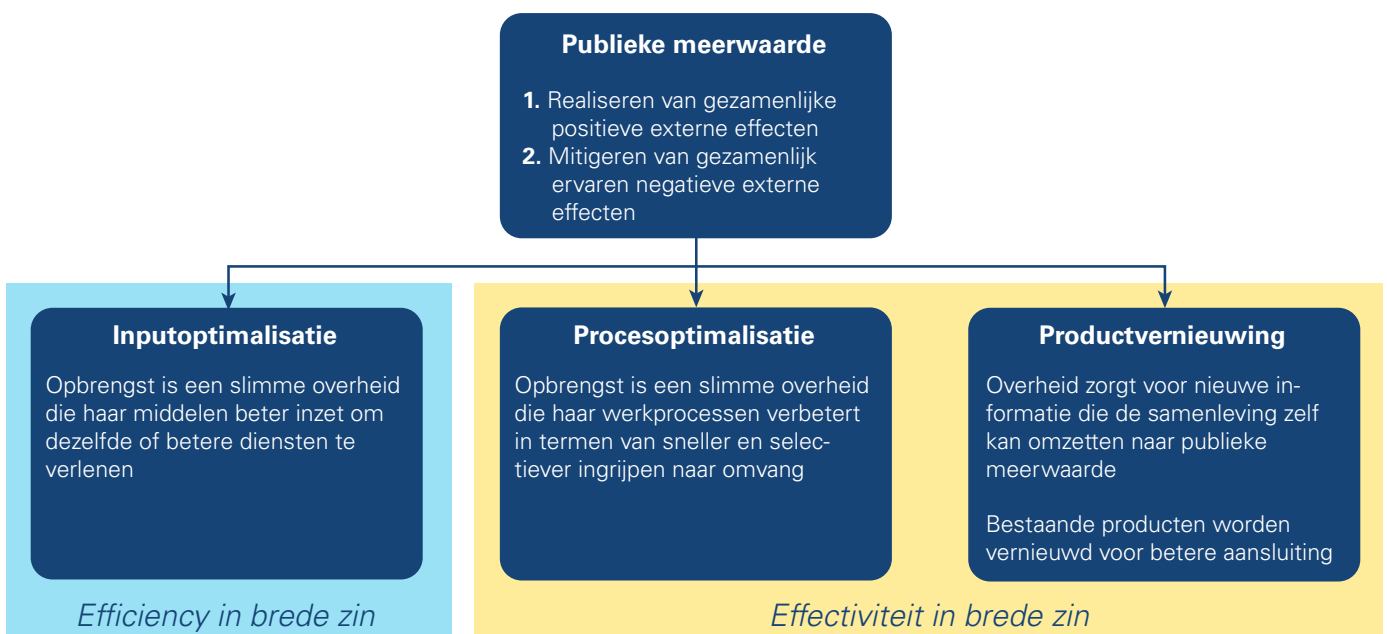 Publieke meerwaarde
1. Realiseren van gezamenlijke
positieve externe effecten
2. Mitigeren van gezamenlijk
ervaren negatieve externe
effecten
Inputoptimalisatie
Opbrengst is een slimme overheid
die haar middelen beter inzet om
dezelfde of betere diensten te
verlenen
Procesoptimalisatie
Opbrengst is een slimme overheid
die haar werkprocessen verbetert
in termen van sneller en selec-
tiever ingrijpen naar omvang
Productvernieuwing
Overheid zorgt voor nieuwe in-
formatie die de samenleving zelf
kan omzetten naar publieke
meerwaarde
Bestaande producten worden
vernieuwd voor betere aansluiting
Efficiency in brede zin
Effectiviteit in brede zin